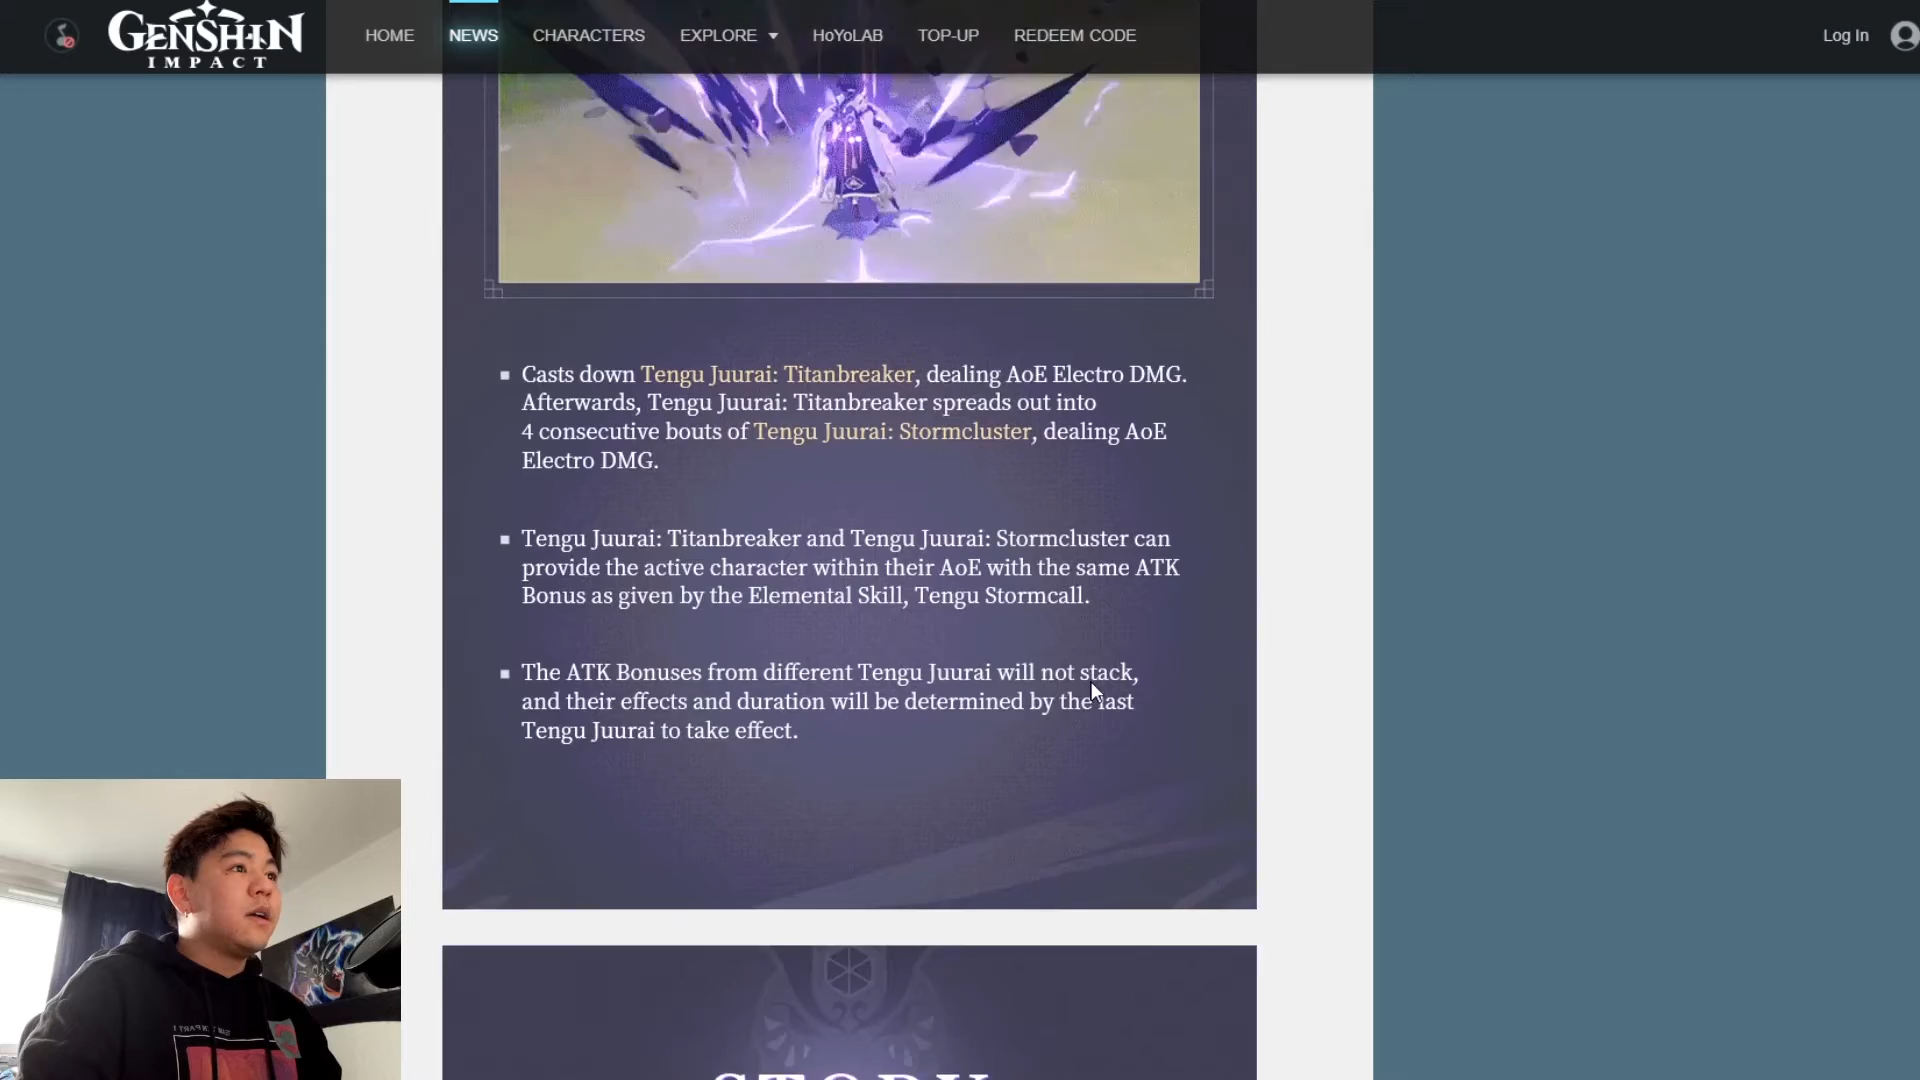 GENSHIN
IMPACT
HOME
NEWS
CHARACTERS
EXPLORE
HoYoLAB
TOP-UP
REDEEM CODE
Log In
Casts down Tengu Juurai: Titanbreaker, dealing AoE Electro DMG.
Afterwards, Tengu Juurai: Titanbreaker spreads out into
4 consecutive bouts of Tengu Juurai: Stormcluster, dealing AoE
Electro DMG.
Tengu Juurai: Titanbreaker and Tengu Juurai: Stormcluster can
provide the active character within their AoE with the same ATK
Bonus as given by the Elemental Skill, Tengu Stormcall.
The ATK Bonuses from different Tengu Juurai will not stack,
and their effects and duration will be determined by the last
Tengu Juurai to take effect.
STORY